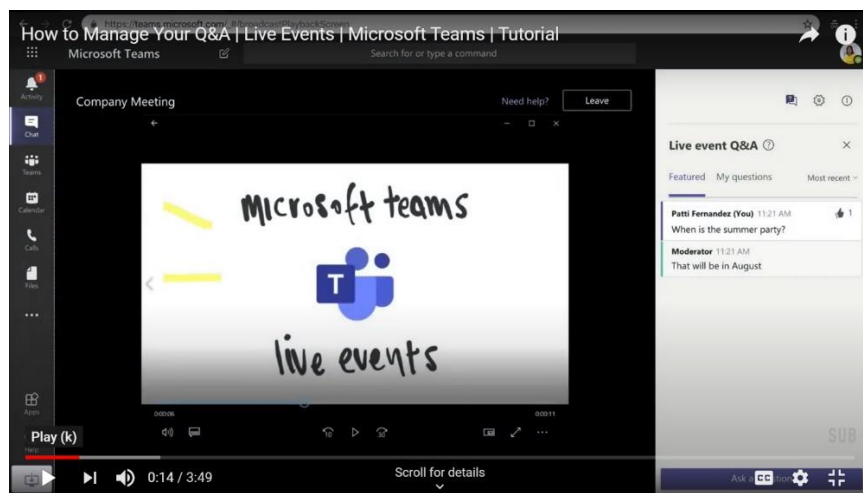 https://teams.microsoft.com/_#/broadcastPlaybackScreen
How to Manage Your Q&A | Live Events | Microsoft Teams | Tutorial
Microsoft Teams
Search for or type a command
1
Activity
Chat
Teams
Calendar
Calls
Files
Apps
Help
Company Meeting
Need help?
Leave
microsoft teams
T
live events
0:00:06
0:00:11
10
30
Live event Q&A
Featured
My questions
Most recent
Patti Fernandez (You) 11:21 AM
1
When is the summer party?
Moderator 11:21 AM
That will be in August
Play (k)
SUB
0:14 / 3:49
Scroll for details
CC